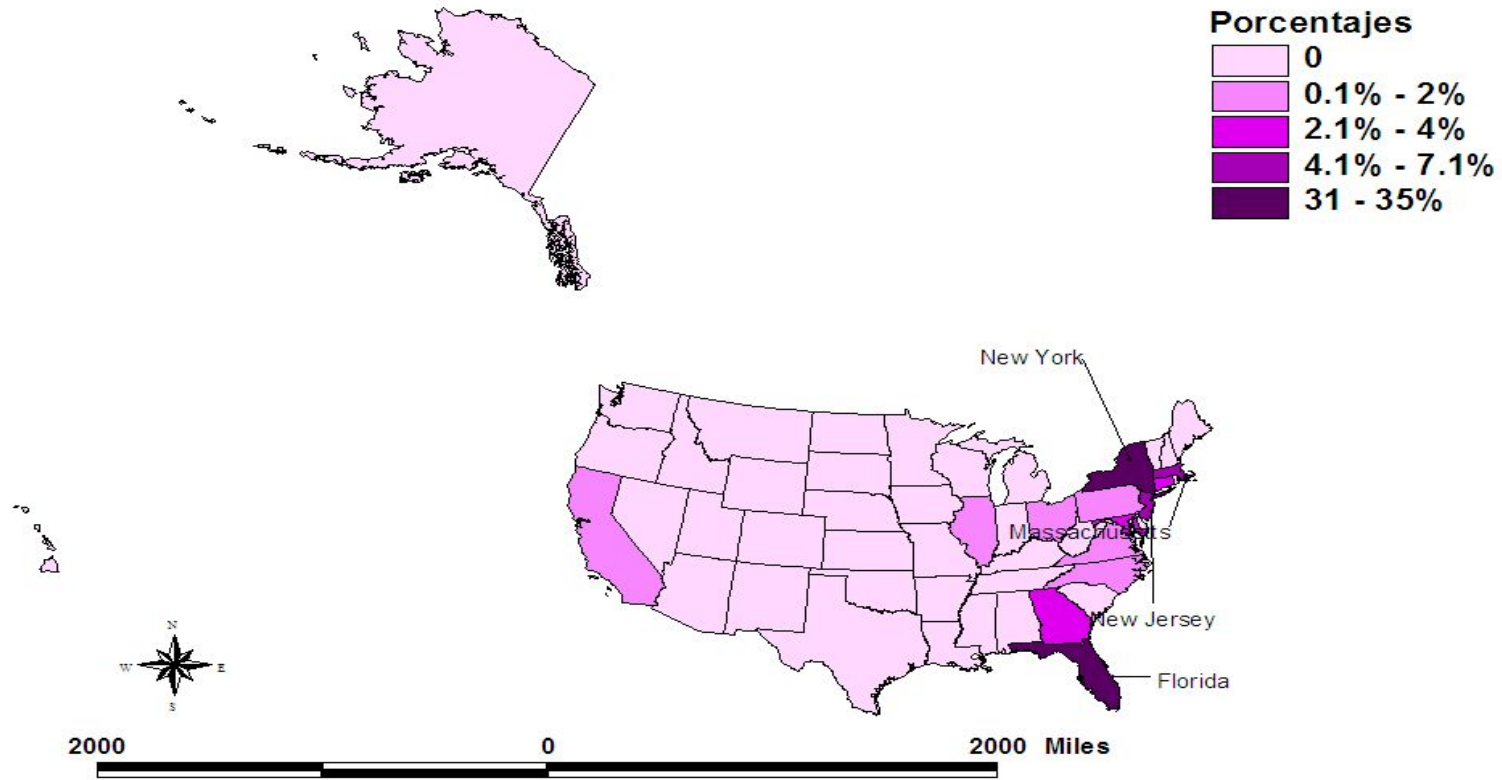 Porcentajes
0
0.1% - 2%
2.1% - 4%
4.1% - 7.1%
31 - 35%
New York
Massachusetts
New Jersey
Florida
N
W E
S
2000 0 2000 Miles